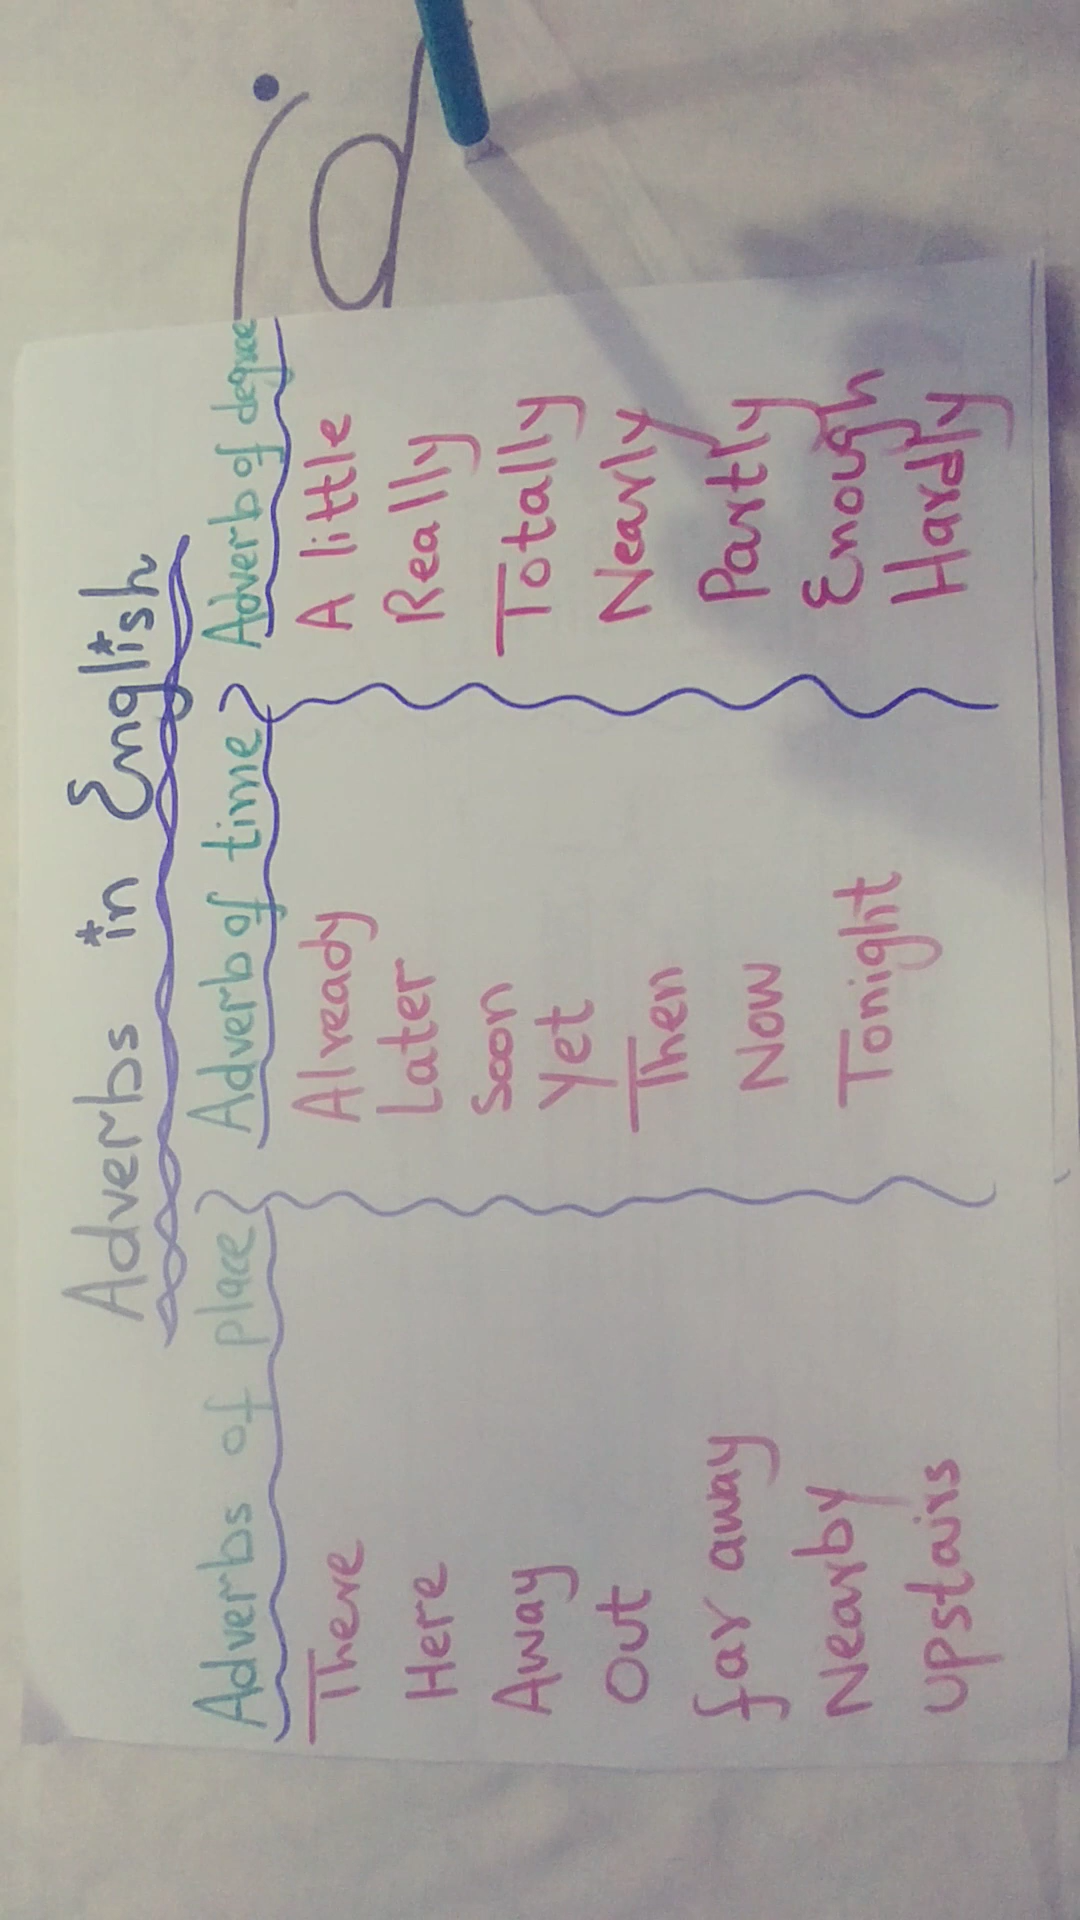 Adverbs in English
Adverbs of place
There
Here
Away
Out
far away
Nearby
upstairs
Adverb of time
Already
Later
Soon
Yet
Then
Now
Tonight
Adverb of degree
A little
Really
Totally
Nearly
Partly
Enough
Hardly